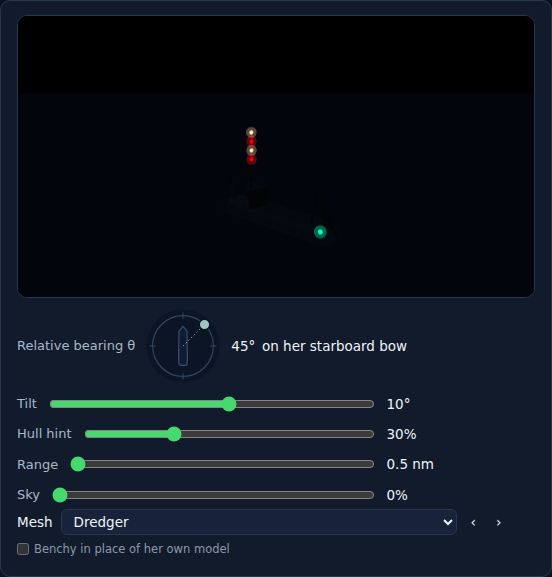 Relative bearing θ 45° on her starboard bow
Tilt 10°
Hull hint 30%
Range 0.5 nm
Sky 0%
Mesh Dredger ‹ ›
Benchy in place of her own model